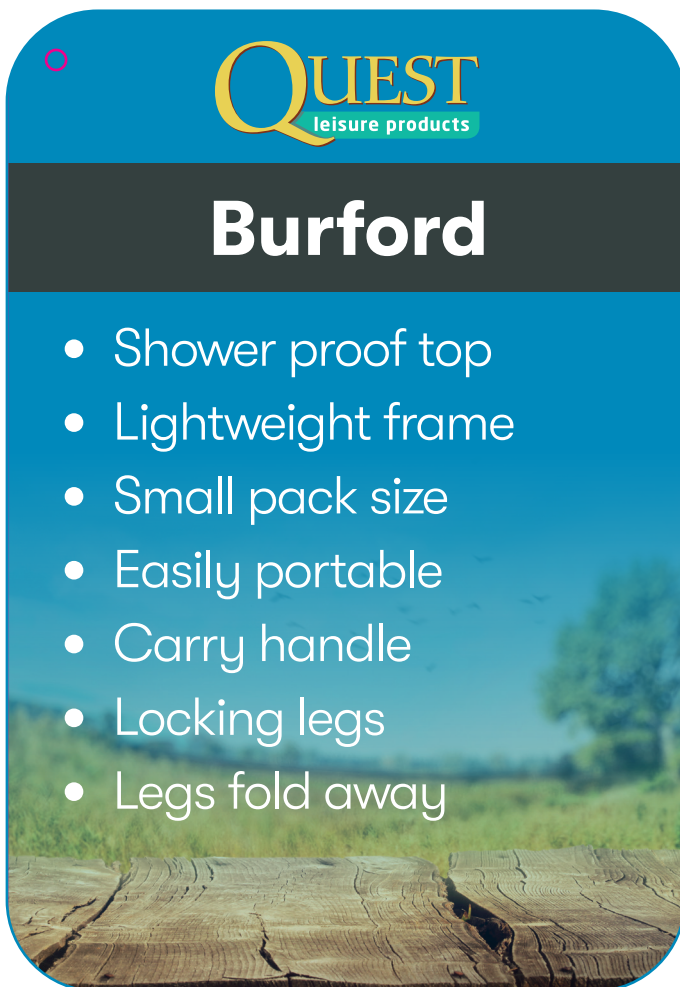 QUEST
leisure products
Burford
• Shower proof top
• Lightweight frame
• Small pack size
• Easily portable
• Carry handle
• Locking legs
• Legs fold away